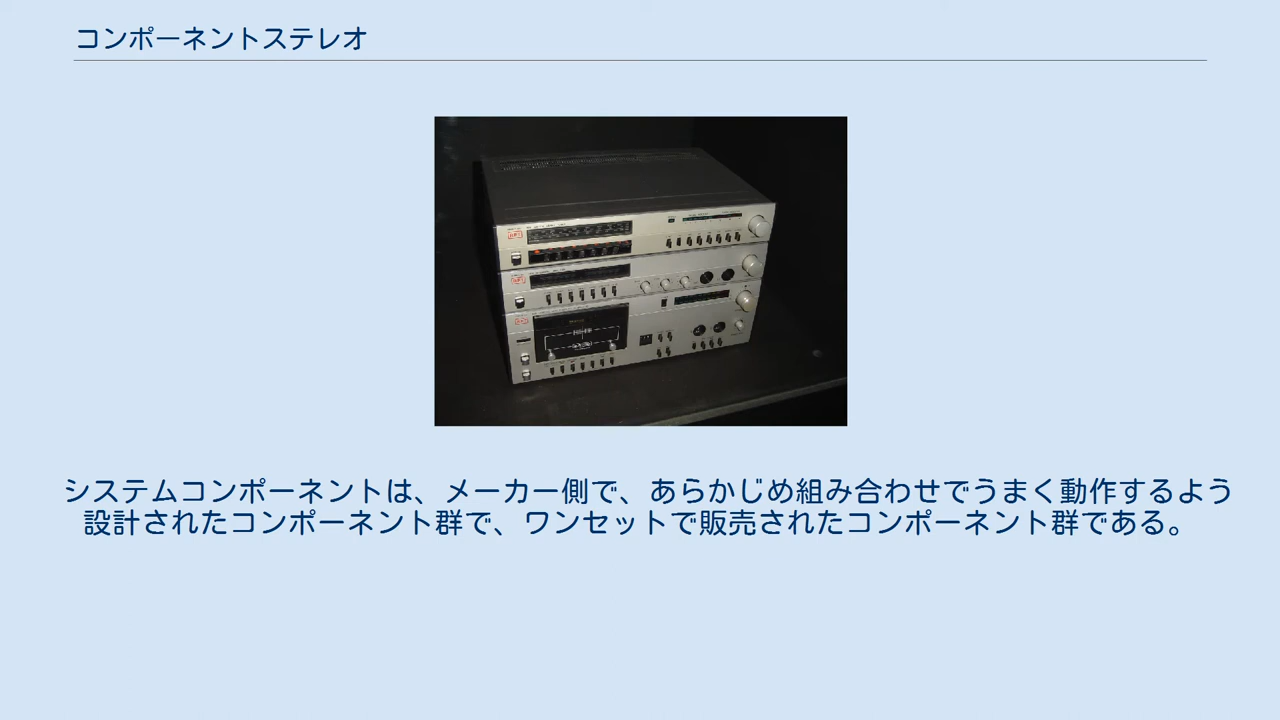 コンポーネントステレオ
システムコンポーネントは、メーカー側で、あらかじめ組み合わせでうまく動作するよう
設計されたコンポーネント群で、ワンセットで販売されたコンポーネント群である。